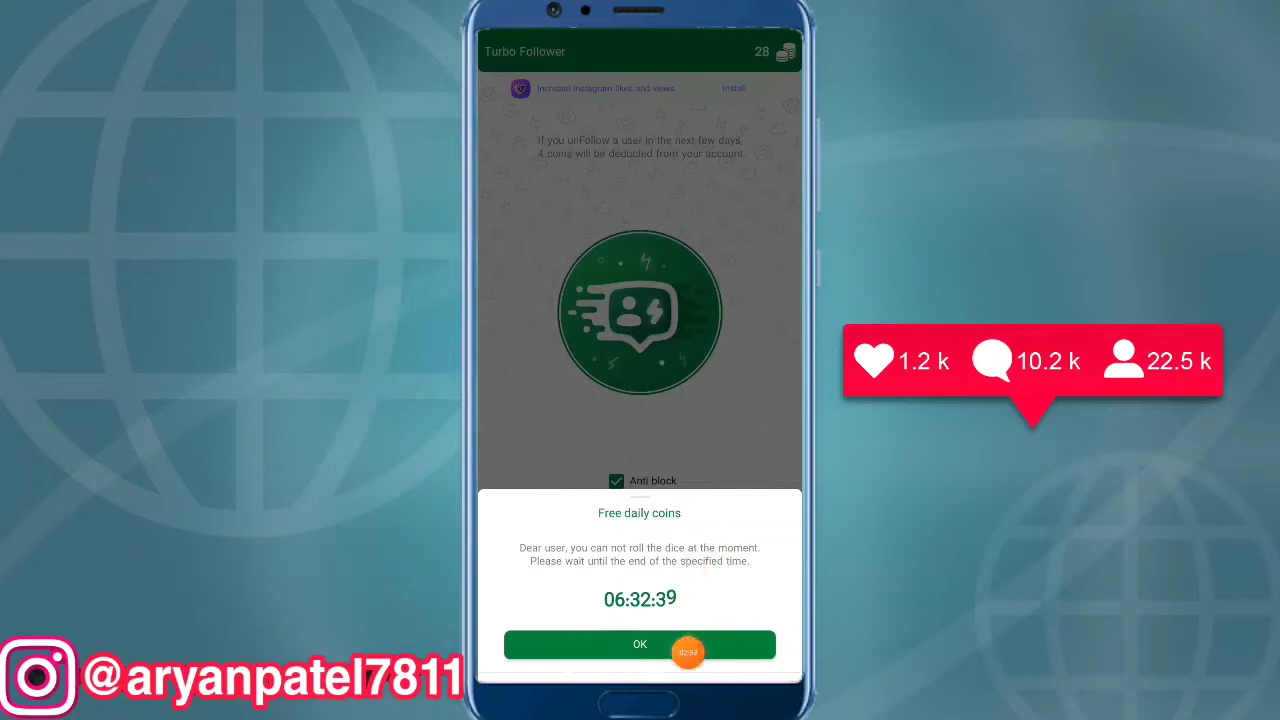 Turbo Follower
28
Increase Instagram likes and views
Install
If you unFollow a user in the next few days,
4 coins will be deducted from your account.
Anti block
Free daily coins
Dear user, you can not roll the dice at the moment.
Please wait until the end of the specified time.
06:32:39
OK
02:54
1.2 k 10.2 k 22.5 k
@aryanpatel7811